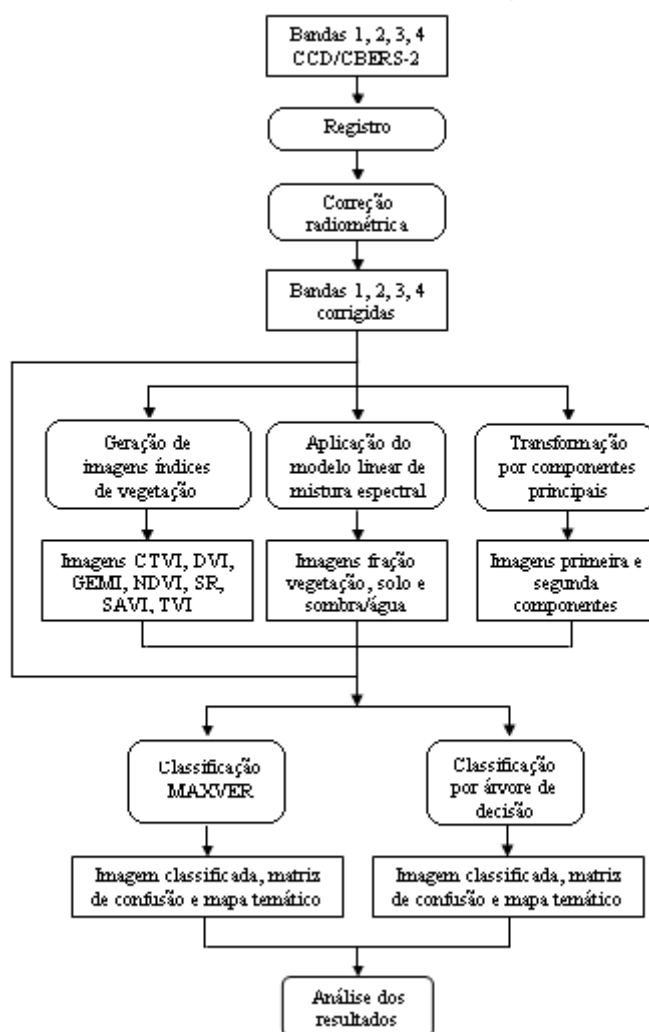 Bandas 1, 2, 3, 4
CCD/CBERS-2
Registro
Correção
radiométrica
Bandas 1, 2, 3, 4
corrigidas
Geração de
imagens índices
de vegetação
Aplicação do
modelo linear de
mistura espectral
Transformação
por componentes
principais
Imagens CTVI, DVI,
GEMI, NDVI, SR,
SAVI, TVI
Imagens fração
vegetação, solo e
sombra/água
Imagens primeira e
segunda
componentes
Classificação
MAXVER
Classificação
por árvore de
decisão
Imagem classificada, matriz
de confusão e mapa temático
Imagem classificada, matriz
de confusão e mapa temático
Análise dos
resultados